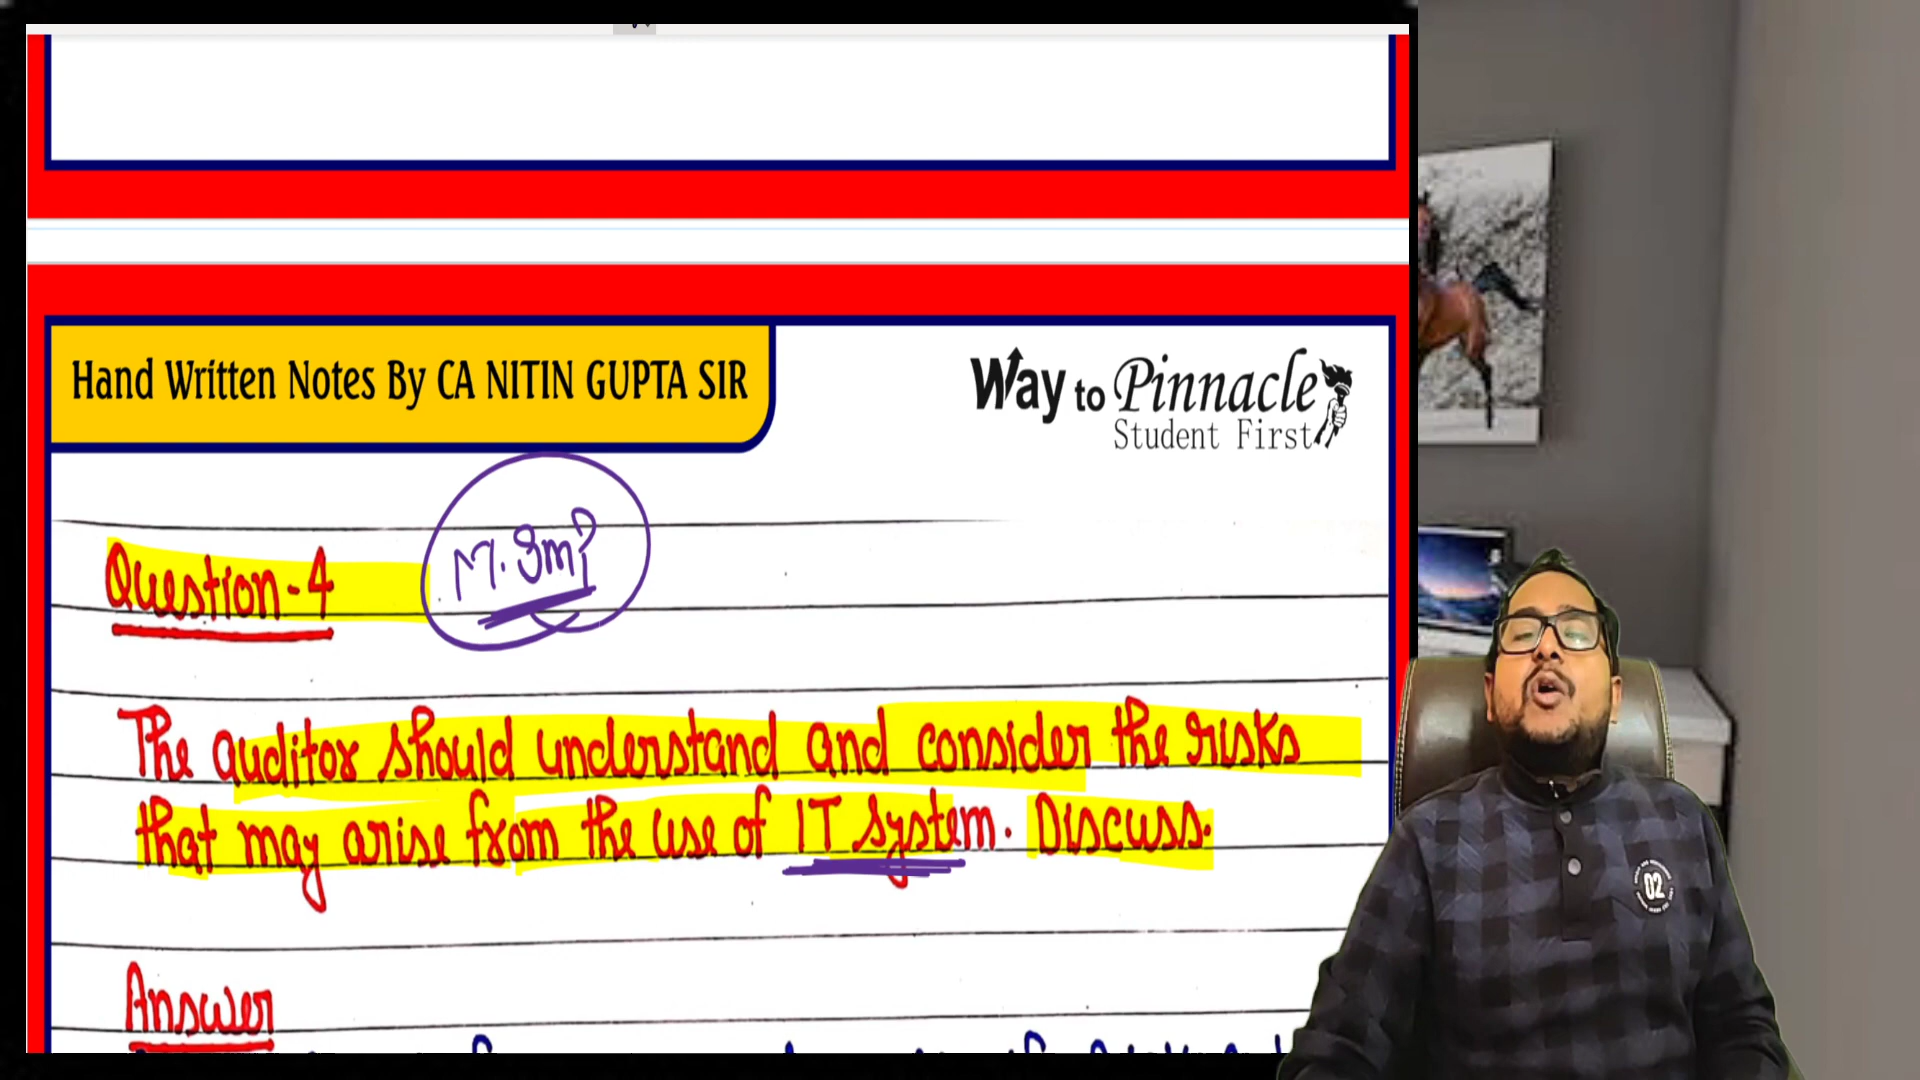 Hand Written Notes By CA NITIN GUPTA SIR
Way to Pinnacle
Student First
M. Imp
Question-4
The auditor should understand and consider the risks
that may arise from the use of IT system. Discuss.
02
Answer